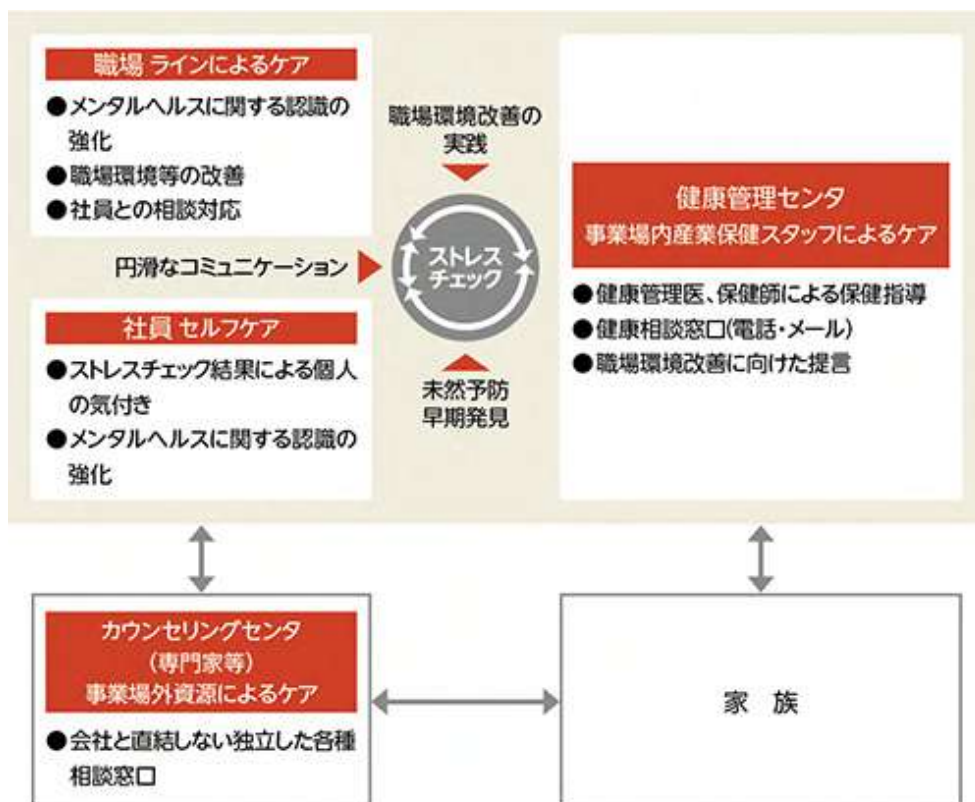 職場 ラインによるケア
●メンタルヘルスに関する認識の
強化
●職場環境等の改善
●社員との相談対応
円滑なコミュニケーション
社員 セルフケア
●ストレスチェック結果による個人
の気付き
●メンタルヘルスに関する認識の
強化
職場環境改善の
実践
ストレス
チェック
未然予防
早期発見
健康管理センタ
事業場内産業保健スタッフによるケア
●健康管理医、保健師による保健指導
●健康相談窓口(電話・メール)
●職場環境改善に向けた提言
カウンセリングセンタ
(専門家等)
事業場外資源によるケア
●会社と直結しない独立した各種
相談窓口
家 族